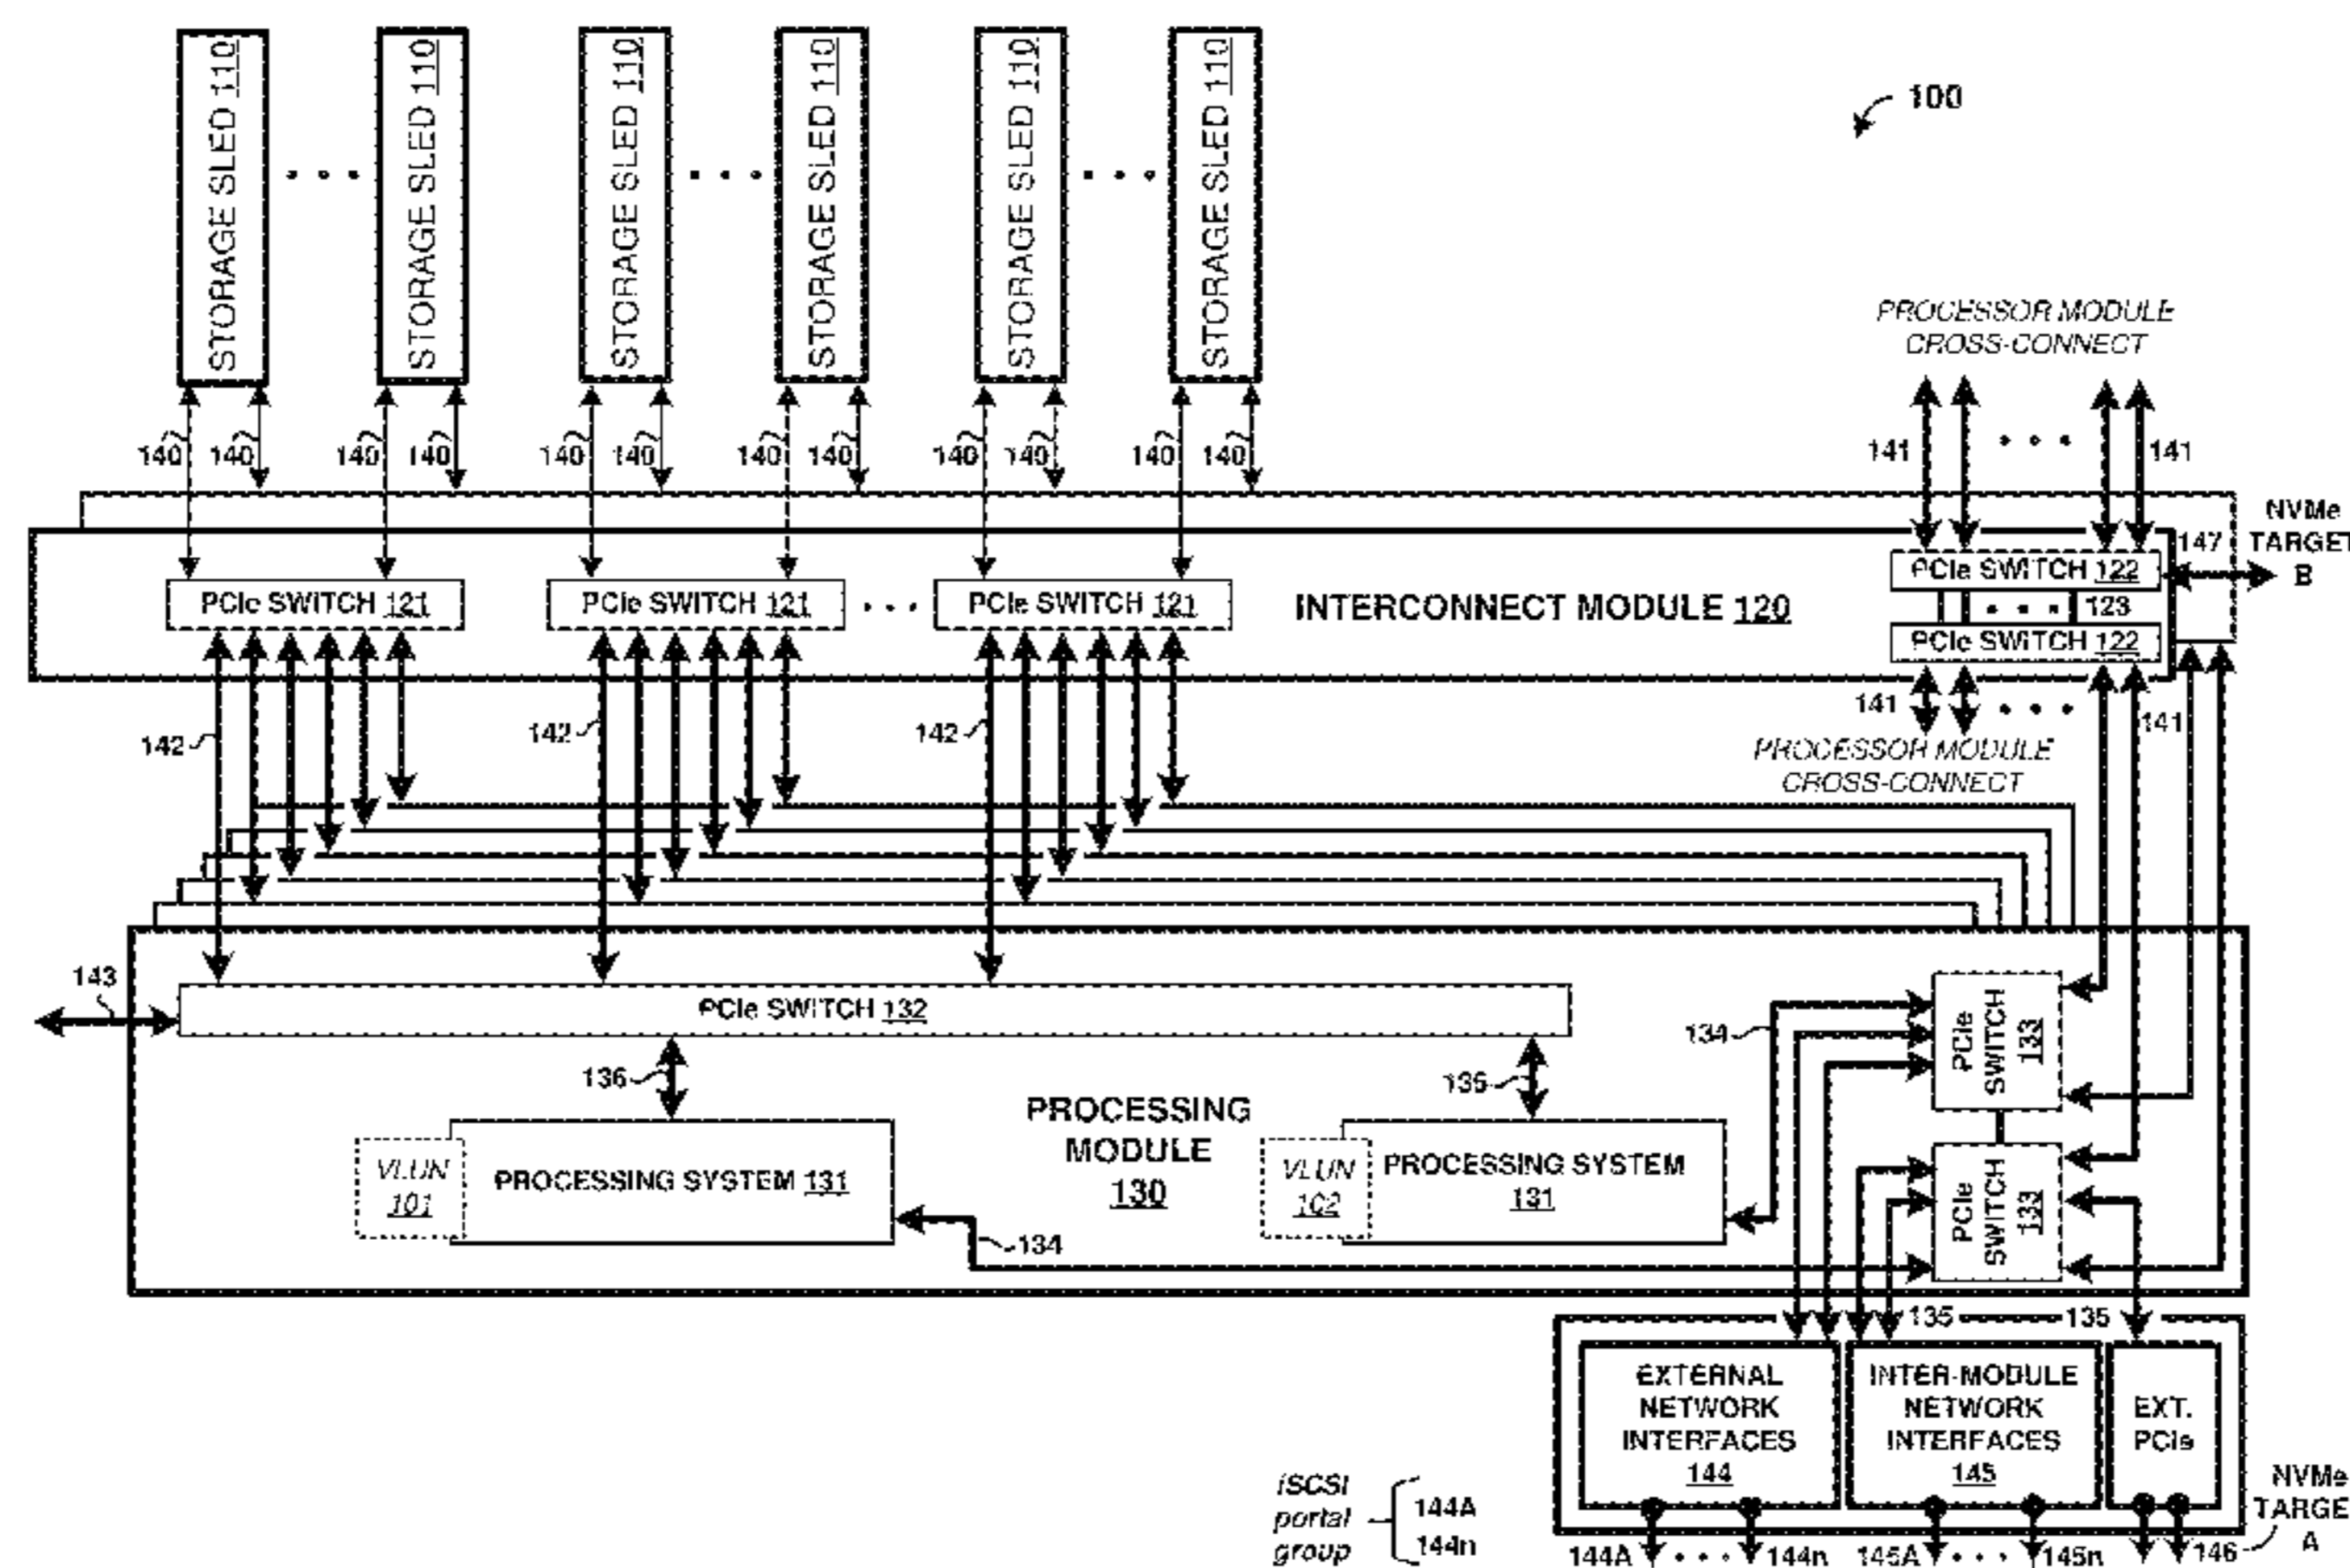 STORAGE SLED 110
STORAGE SLED 110
STORAGE SLED 110
STORAGE SLED 110
STORAGE SLED 110
STORAGE SLED 110
100
PROCESSOR MODULE
CROSS-CONNECT
140
140
140
140
140
140
140
140
140
140
140
140
141
141
NVMe
TARGET
B
147
PCIe SWITCH 121
PCIe SWITCH 121
PCIe SWITCH 121
INTERCONNECT MODULE 120
PCIe SWITCH 122
123
PCIe SWITCH 122
141
141
142
142
142
PROCESSOR MODULE
CROSS-CONNECT
143
PCIe SWITCH 132
136
135
134
PCIe
SWITCH
133
PROCESSING
MODULE
130
VLUN
101
PROCESSING SYSTEM 131
VLUN
102
PROCESSING SYSTEM
131
134
PCIe
SWITCH
133
135
135
EXTERNAL
NETWORK
INTERFACES
144
INTER-MODULE
NETWORK
INTERFACES
145
EXT.
PCIe
iSCSI
portal
group
144A
144n
144A
144n
145A
145n
146
NVMe
TARGE
A